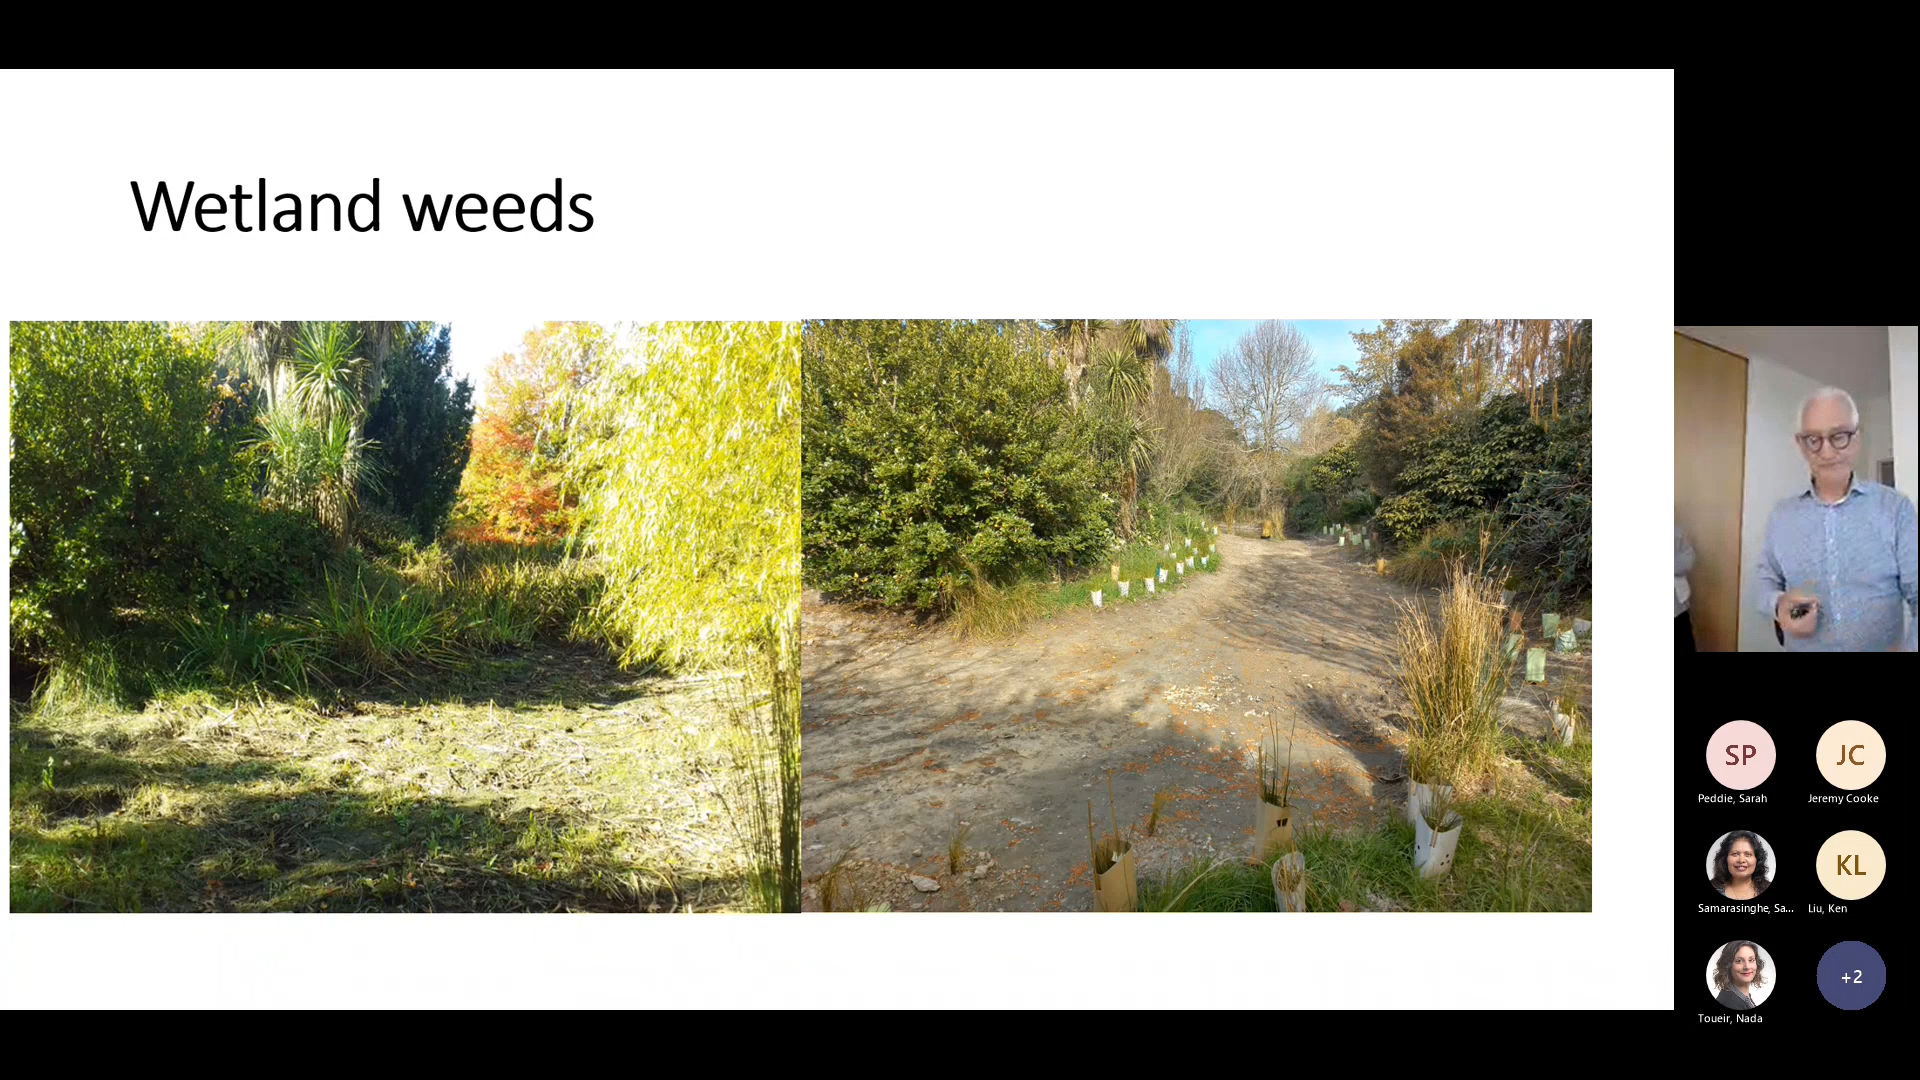 Wetland weeds
SP
JC
Peddie, Sarah
Jeremy Cooke
KL
Samarasinghe, Sa...
Liu, Ken
+2
Toueir, Nada